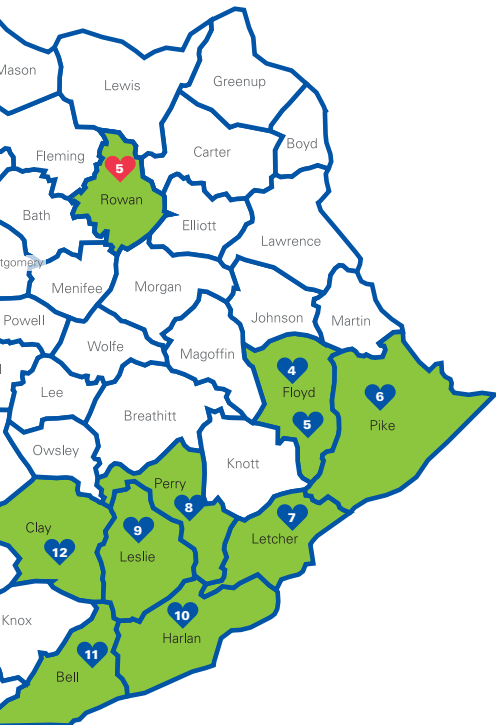 Mason
Lewis
Greenup
Fleming
Carter
Boyd
5
Rowan
Bath
Elliott
Lawrence
tgomery
Menifee
Morgan
Powell
Johnson
Martin
Wolfe
Magoffin
4
Floyd
Lee
6
Breathitt
5
Pike
Owsley
Knott
Perry
8
7
Clay
9
Letcher
12
Leslie
Knox
10
Harlan
11
Bell